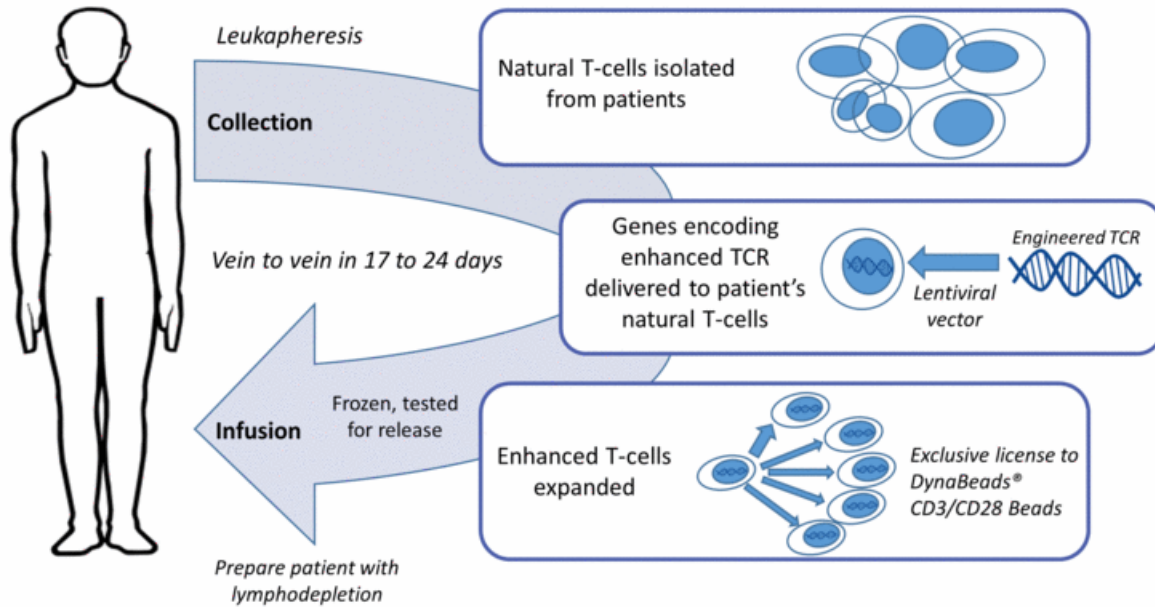 Leukapheresis
Collection
Natural T-cells isolated
from patients
Vein to vein in 17 to 24 days
Genes encoding
enhanced TCR
delivered to patient’s
natural T-cells
Engineered TCR
Lentiviral
vector
Infusion
Frozen, tested
for release
Enhanced T-cells
expanded
Exclusive license to
DynaBeads®
CD3/CD28 Beads
Prepare patient with
lymphodepletion